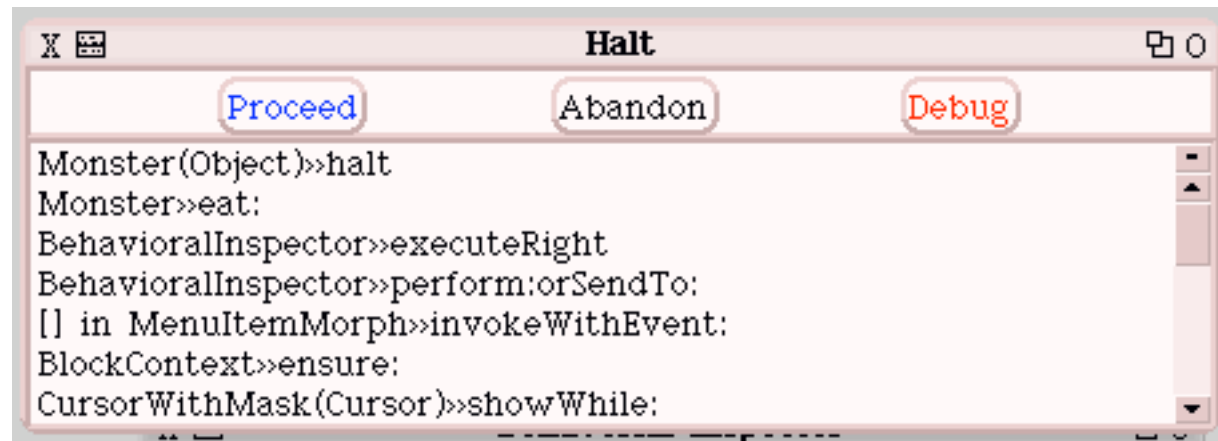 X Halt O
Proceed Abandon Debug
Monster(Object)»halt
Monster»eat:
BehavioralInspector»executeRight
BehavioralInspector»perform:orSendTo:
[] in MenuItemMorph»invokeWithEvent:
BlockContext»ensure:
CursorWithMask(Cursor)»showWhile: